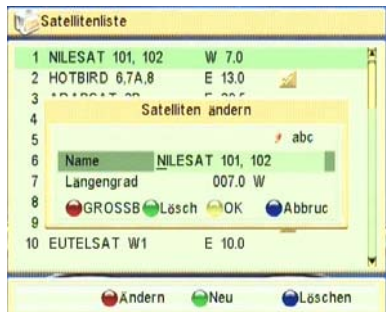 Satellitenliste
1 NILESAT 101, 102 W 7.0
2 HOTBIRD 6,7A,8 E 13.0
3
4
Satelliten ändern
5
abc
6
Name NILESAT 101, 102
7
Längengrad 007.0 W
8
GROSSB Lösch OK Abbruc
9
10 EUTELSAT W1 E 10.0
Ändern Neu Löschen